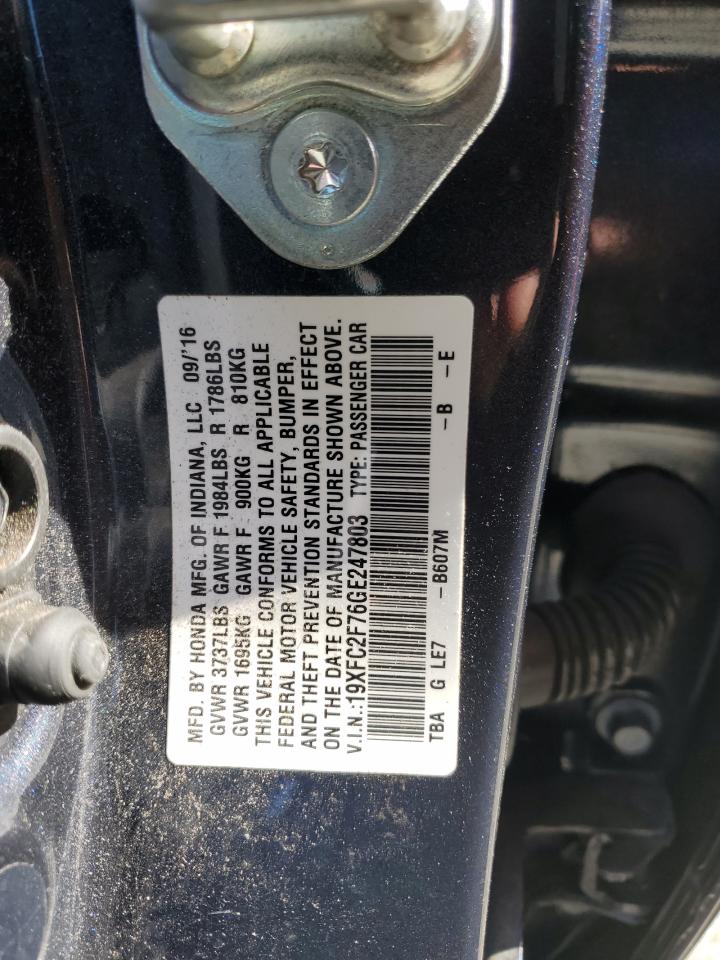 MFD. BY HONDA MFG. OF INDIANA, LLC 09/'16
GVWR 3737LBS GAWR F 1984LBS R 1786LBS
GVWR 1695KG GAWR F 900KG R 810KG
THIS VEHICLE CONFORMS TO ALL APPLICABLE
FEDERAL MOTOR VEHICLE SAFETY, BUMPER,
AND THEFT PREVENTION STANDARDS IN EFFECT
ON THE DATE OF MANUFACTURE SHOWN ABOVE.
V.I.N.:19XFC2F76GE247803 TYPE: PASSENGER CAR
TBA G LE7 -B607M -B -E